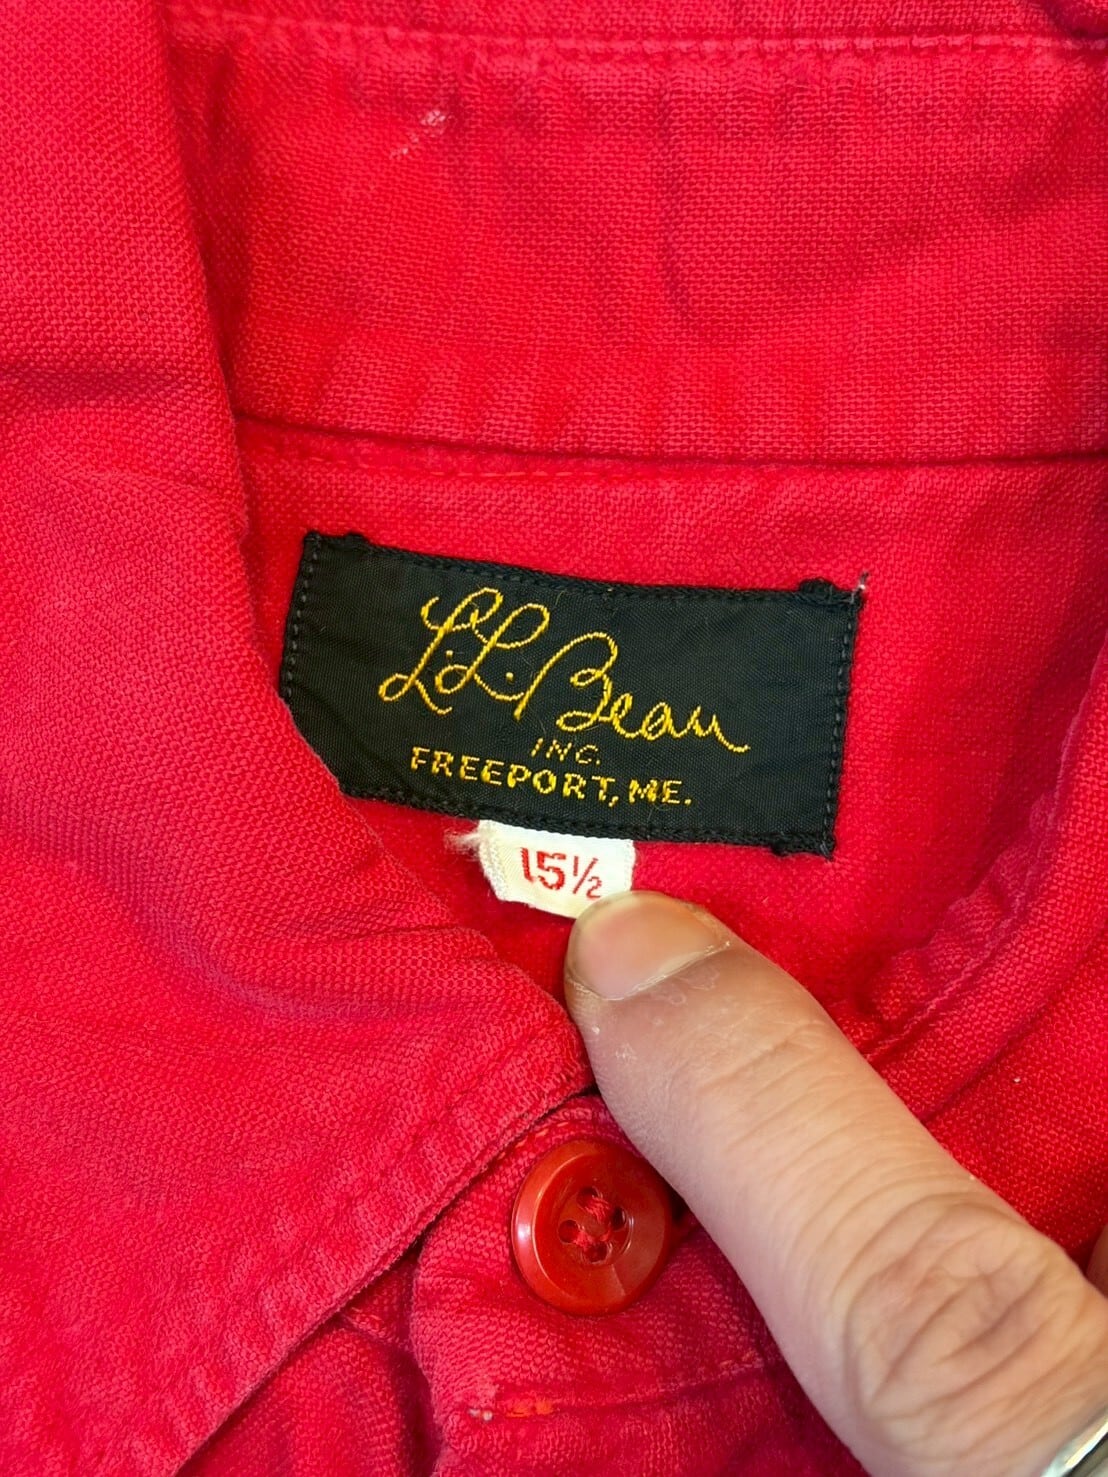 L.L.Bean
INC.
FREEPORT, ME.
15½